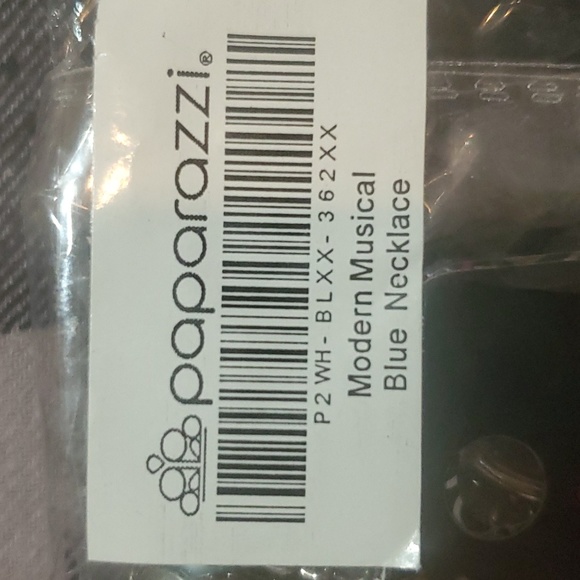 paparazzi®
P2WH-BLXX-362XX
Modern Musical
Blue Necklace